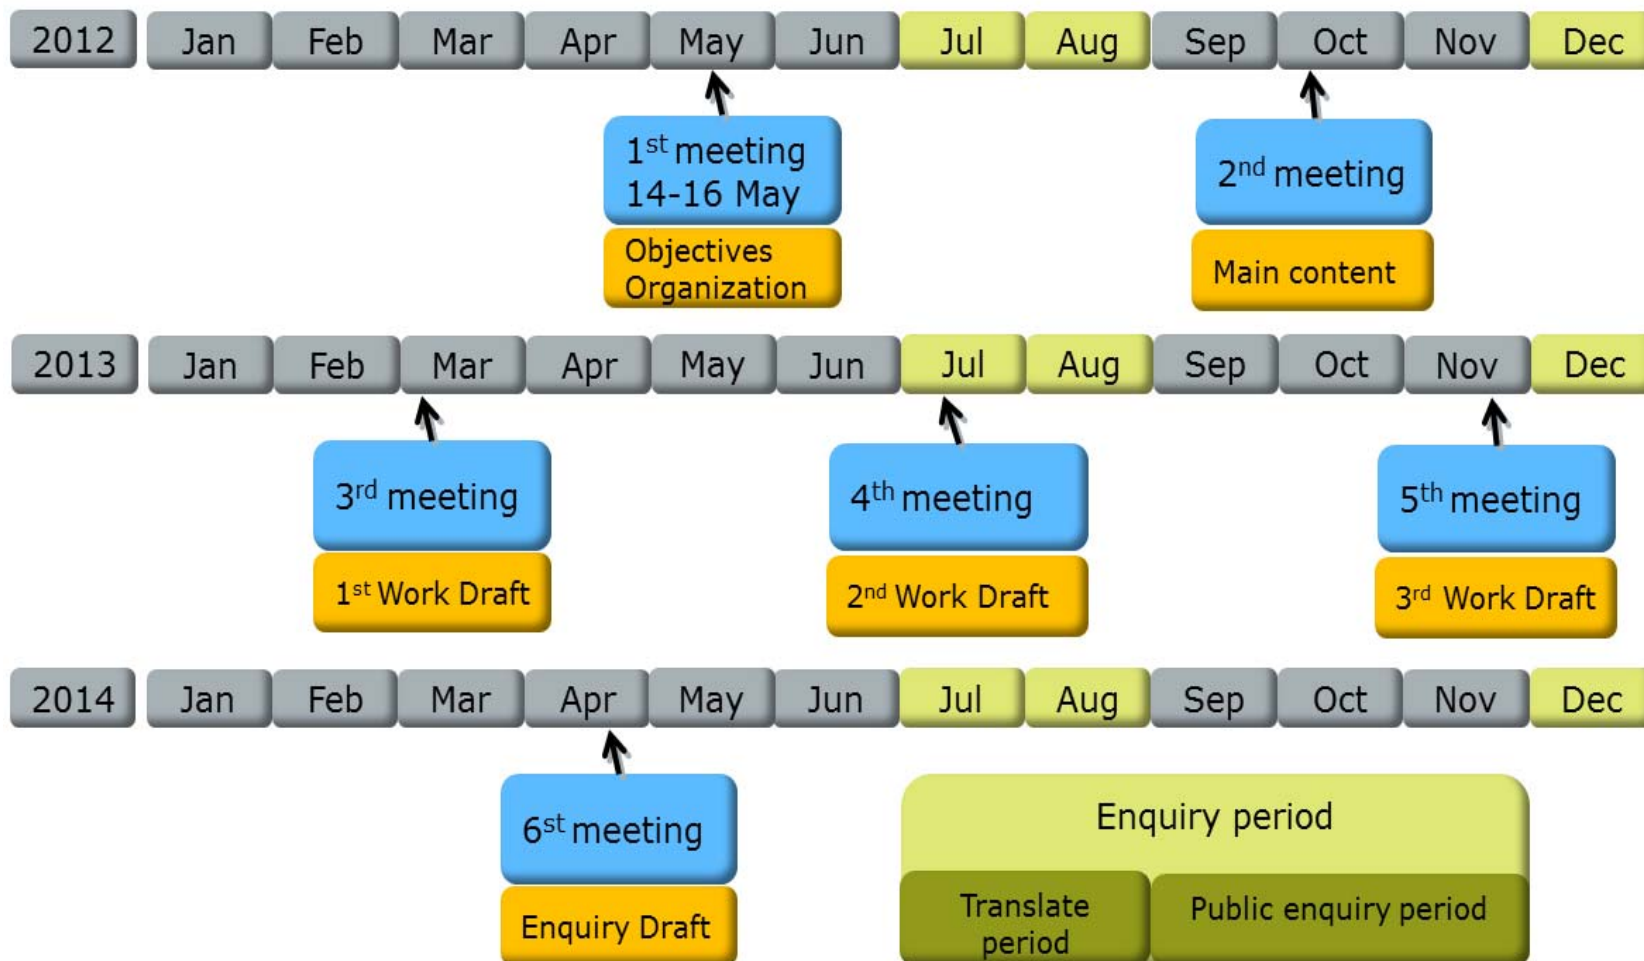 2012 Jan Feb Mar Apr May Jun Jul Aug Sep Oct Nov Dec
1st meeting
14-16 May
Objectives
Organization
2nd meeting
Main content
2013 Jan Feb Mar Apr May Jun Jul Aug Sep Oct Nov Dec
3rd meeting
1st Work Draft
4th meeting
2nd Work Draft
5th meeting
3rd Work Draft
2014 Jan Feb Mar Apr May Jun Jul Aug Sep Oct Nov Dec
6st meeting
Enquiry Draft
Enquiry period
Translate
period
Public enquiry period